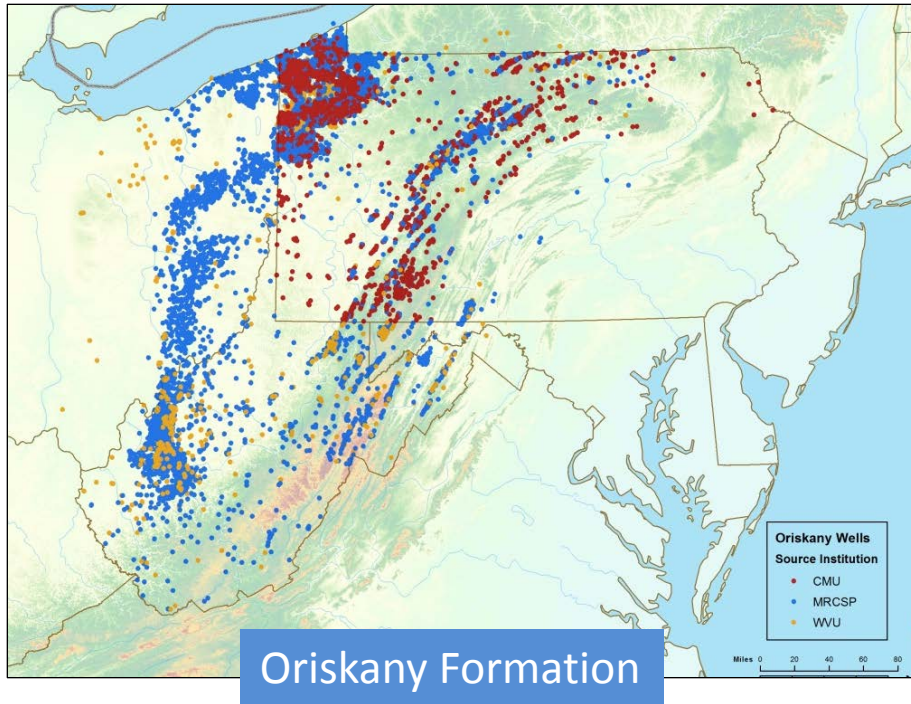 Oriskany Wells
Source Institution
CMU
MRCSP
WVU
Miles 0 20 40 60 80
Oriskany Formation